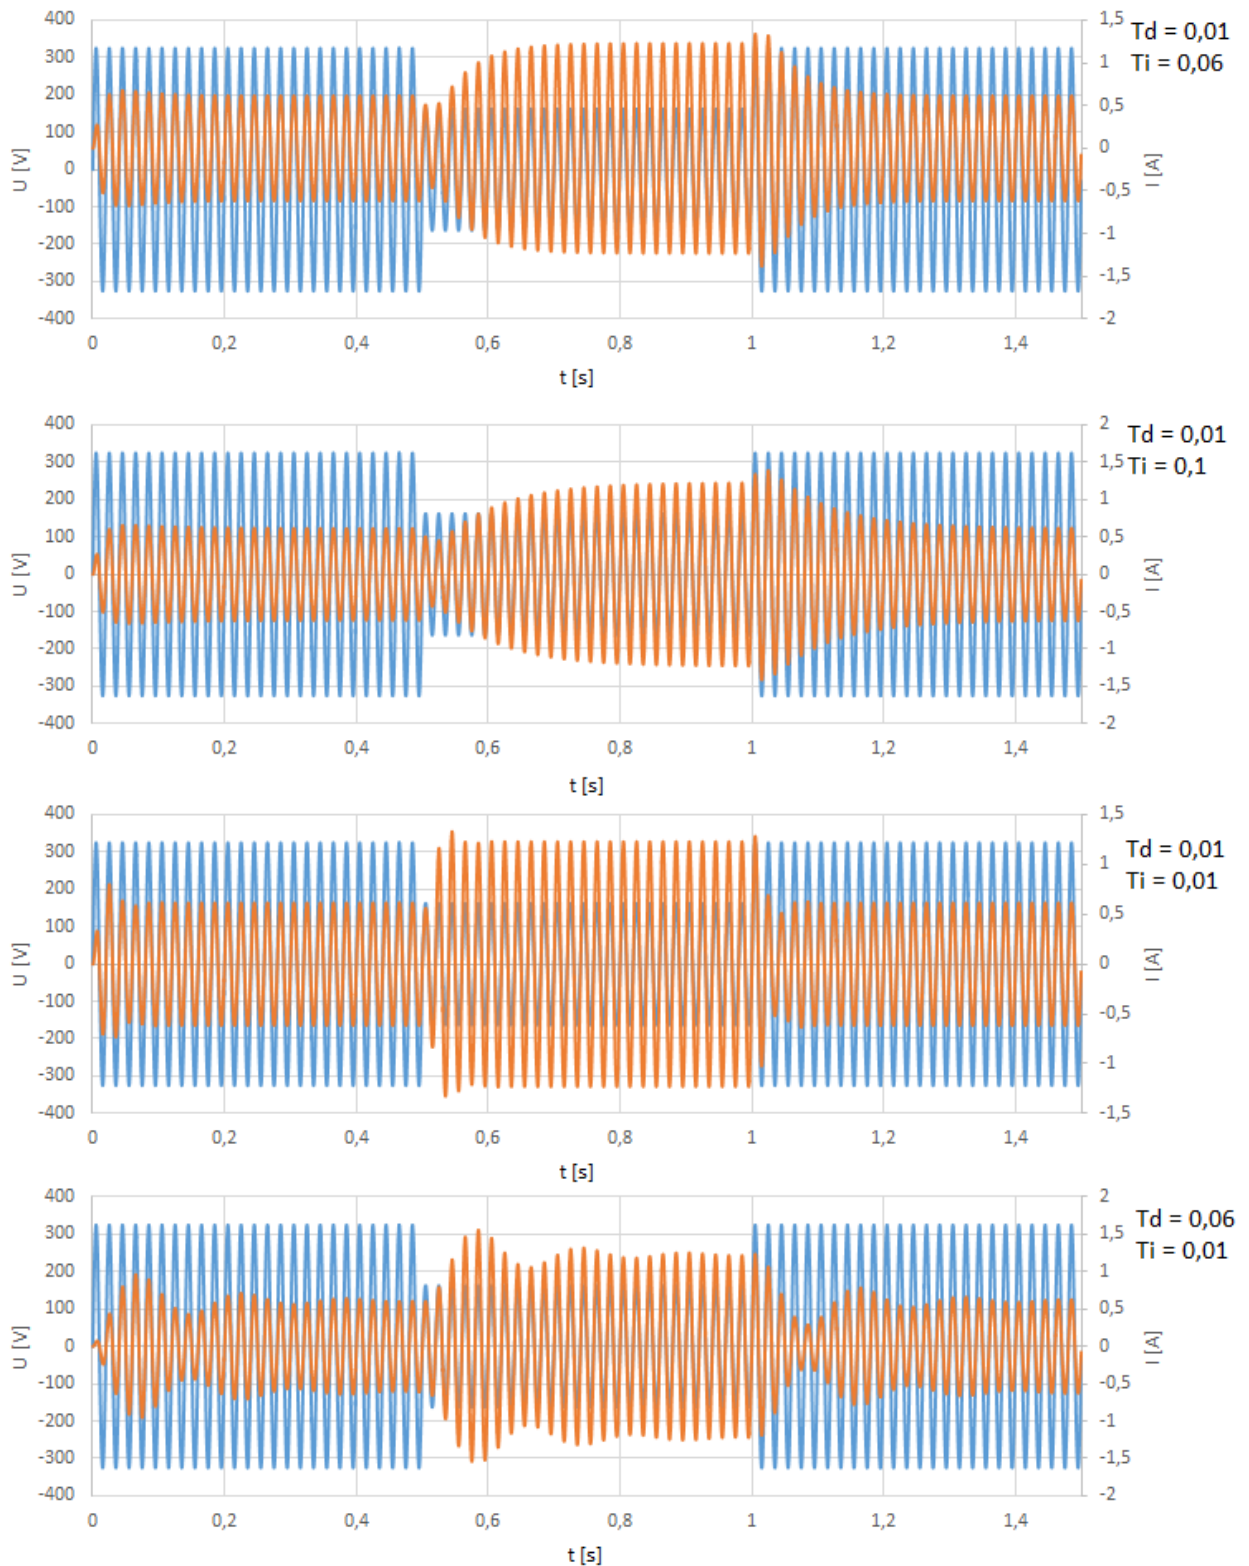 400
300
200
100
0
-100
-200
-300
-400
U [V]
1,5
1
0,5
0
-0,5
-1
-1,5
-2
I [A]
Td = 0,01
Ti = 0,06
0 0,2 0,4 0,6 0,8 1 1,2 1,4
t [s]
400
300
200
100
0
-100
-200
-300
-400
U [V]
2
1,5
1
0,5
0
-0,5
-1
-1,5
-2
I [A]
Td = 0,01
Ti = 0,1
0 0,2 0,4 0,6 0,8 1 1,2 1,4
t [s]
400
300
200
100
0
-100
-200
-300
-400
U [V]
1,5
1
0,5
0
-0,5
-1
-1,5
I [A]
Td = 0,01
Ti = 0,01
0 0,2 0,4 0,6 0,8 1 1,2 1,4
t [s]
400
300
200
100
0
-100
-200
-300
-400
U [V]
2
1,5
1
0,5
0
-0,5
-1
-1,5
-2
I [A]
Td = 0,06
Ti = 0,01
0 0,2 0,4 0,6 0,8 1 1,2 1,4
t [s]